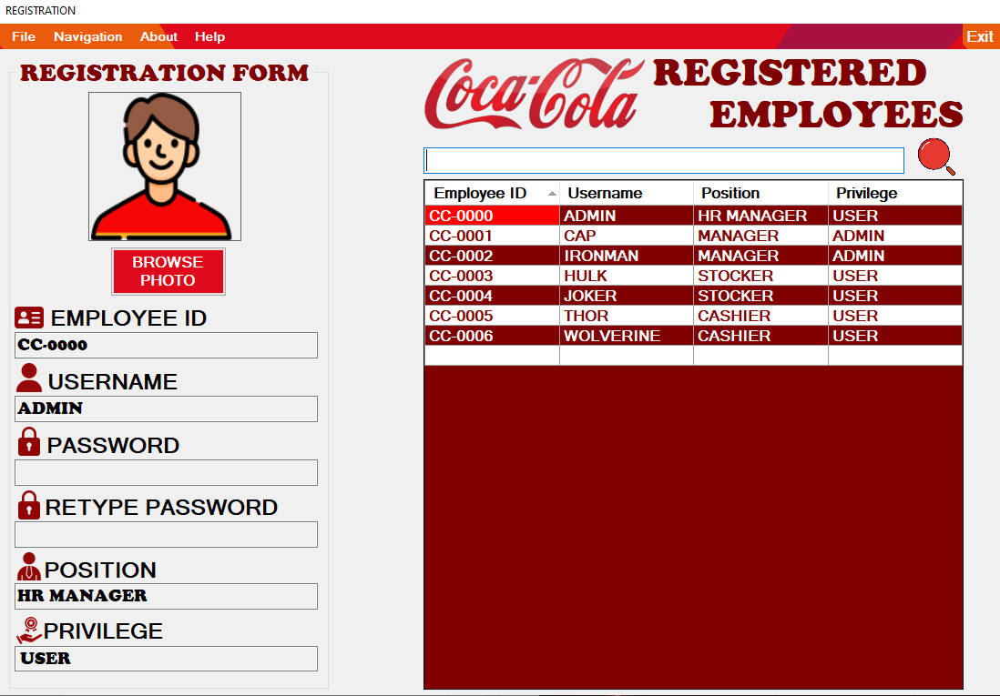 REGISTRATION
File Navigation About Help Exit
REGISTRATION FORM
BROWSE
PHOTO
EMPLOYEE ID
CC-0000
USERNAME
ADMIN
PASSWORD
RETYPE PASSWORD
POSITION
HR MANAGER
PRIVILEGE
USER
Coca-Cola
REGISTERED
EMPLOYEES
Employee ID Username Position Privilege
CC-0000 ADMIN HR MANAGER USER
CC-0001 CAP MANAGER ADMIN
CC-0002 IRONMAN MANAGER ADMIN
CC-0003 HULK STOCKER USER
CC-0004 JOKER STOCKER USER
CC-0005 THOR CASHIER USER
CC-0006 WOLVERINE CASHIER USER